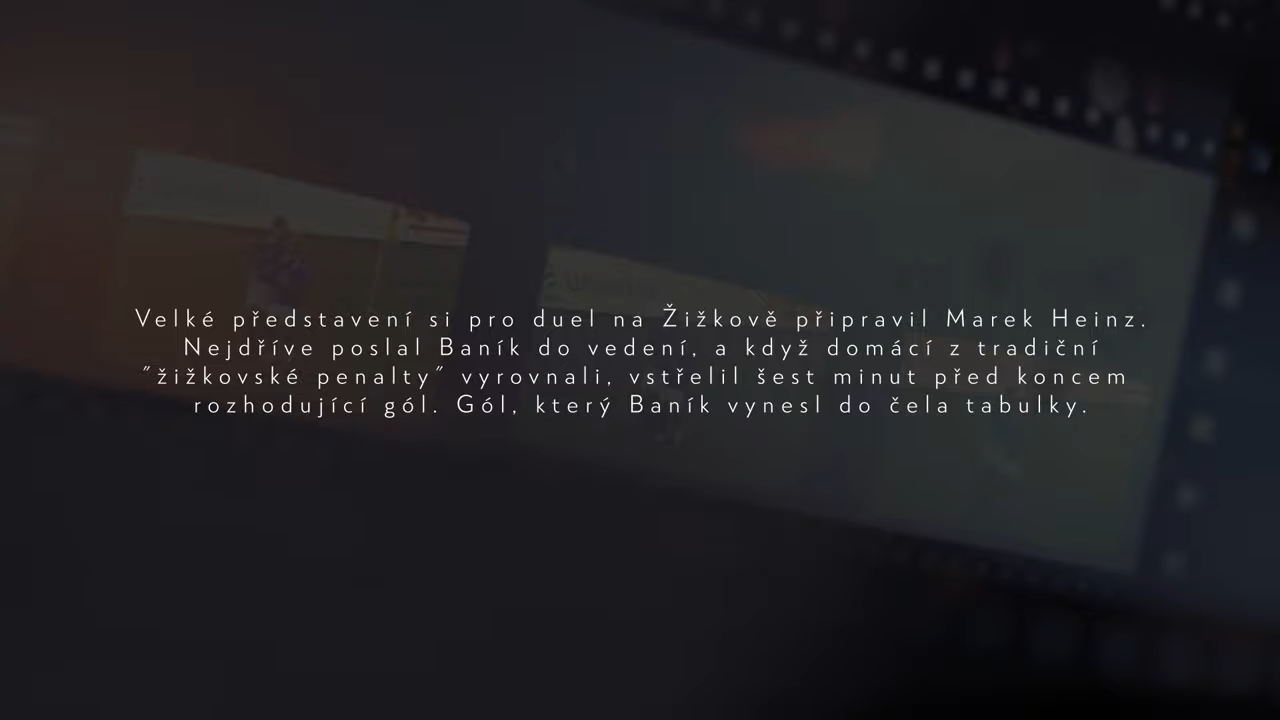 Velké představení si pro duel na Žižkově připravil Marek Heinz.
Nejdříve poslal Baník do vedení, a když domácí z tradiční
"žižkovské penalty" vyrovnali, vstřelil šest minut před koncem
rozhodující gól. Gól, který Baník vynesl do čela tabulky.